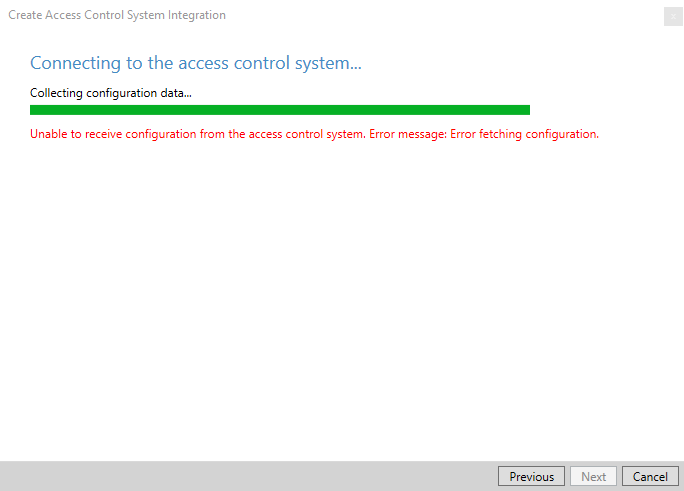 Create Access Control System Integration
x
Connecting to the access control system...
Collecting configuration data...
Unable to receive configuration from the access control system. Error message: Error fetching configuration.
Previous
Next
Cancel